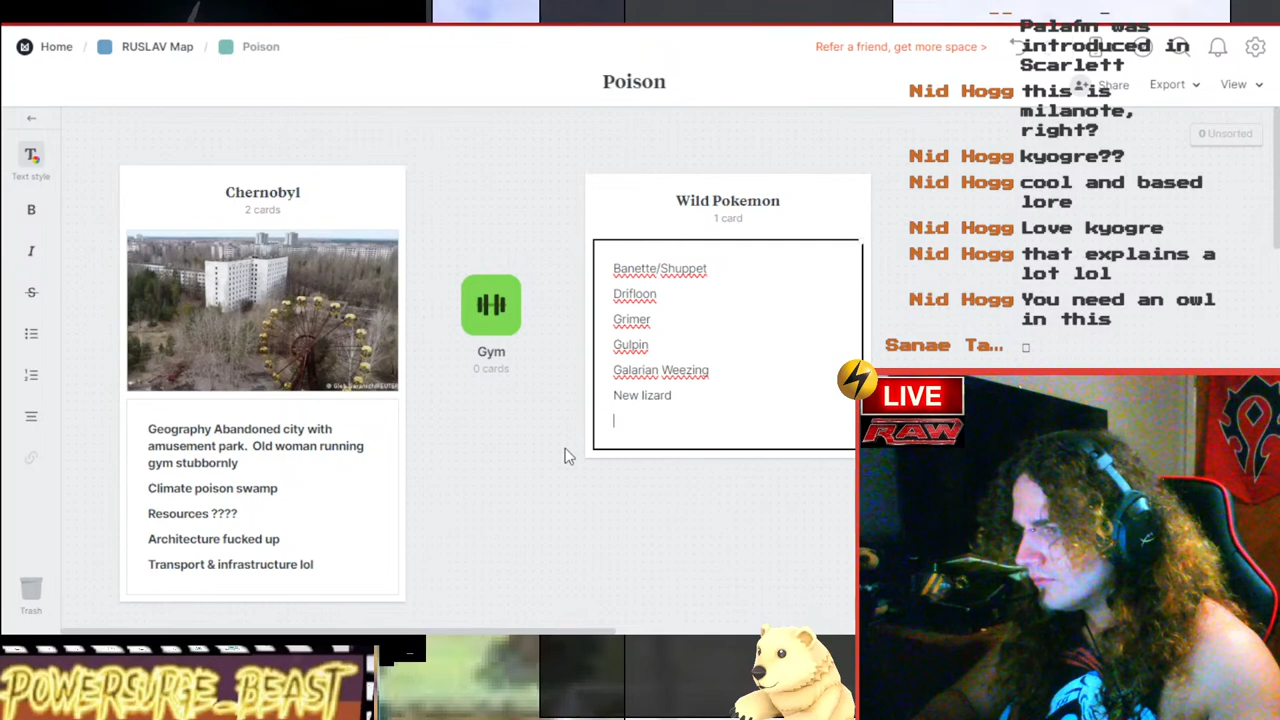 Home / RUSLAV Map / Poison
Refer a friend, get more space >
Poison
Share
Export
View
0 Unsorted
Text style
B
I
S
Trash
Chernobyl
2 cards
Geography Abandoned city with
amusement park. Old woman running
gym stubbornly
Climate poison swamp
Resources ????
Architecture fucked up
Transport & infrastructure lol
Gym
0 cards
Wild Pokemon
1 card
Banette/Shuppet
Drifloon
Grimer
Gulpin
Galarian Weezing
New lizard
Palafin was
introduced in
Scarlett
Nid Hogg this is
milanote,
right?
Nid Hogg kyogre??
Nid Hogg cool and based
lore
Nid Hogg Love kyogre
Nid Hogg that explains a
lot lol
Nid Hogg You need an owl
in this
Sanae Ta...
LIVE
RAW
POWERSURGE_BEAST